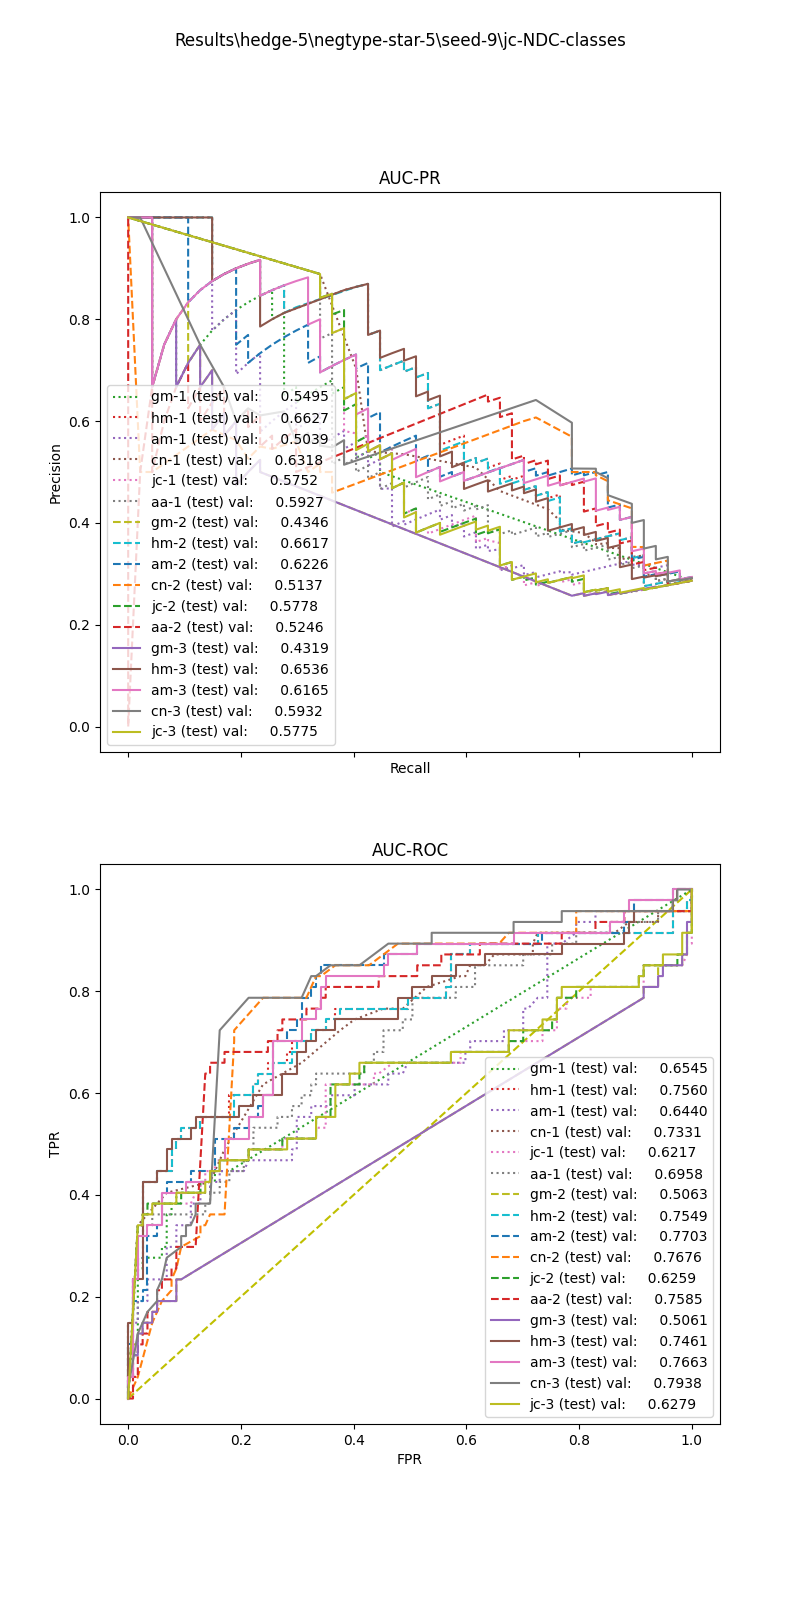 Results\hedge-5\negtype-star-5\seed-9\jc-NDC-classes
AUC-PR
1.0
0.8
0.6
0.4
0.2
0.0
Precision
gm-1 (test) val: 0.5495
hm-1 (test) val: 0.6627
am-1 (test) val: 0.5039
cn-1 (test) val: 0.6318
jc-1 (test) val: 0.5752
aa-1 (test) val: 0.5927
gm-2 (test) val: 0.4346
hm-2 (test) val: 0.6617
am-2 (test) val: 0.6226
cn-2 (test) val: 0.5137
jc-2 (test) val: 0.5778
aa-2 (test) val: 0.5246
gm-3 (test) val: 0.4319
hm-3 (test) val: 0.6536
am-3 (test) val: 0.6165
cn-3 (test) val: 0.5932
jc-3 (test) val: 0.5775
Recall
AUC-ROC
1.0
0.8
0.6
0.4
0.2
0.0
TPR
gm-1 (test) val: 0.6545
hm-1 (test) val: 0.7560
am-1 (test) val: 0.6440
cn-1 (test) val: 0.7331
jc-1 (test) val: 0.6217
aa-1 (test) val: 0.6958
gm-2 (test) val: 0.5063
hm-2 (test) val: 0.7549
am-2 (test) val: 0.7703
cn-2 (test) val: 0.7676
jc-2 (test) val: 0.6259
aa-2 (test) val: 0.7585
gm-3 (test) val: 0.5061
hm-3 (test) val: 0.7461
am-3 (test) val: 0.7663
cn-3 (test) val: 0.7938
jc-3 (test) val: 0.6279
0.0 0.2 0.4 0.6 0.8 1.0
FPR